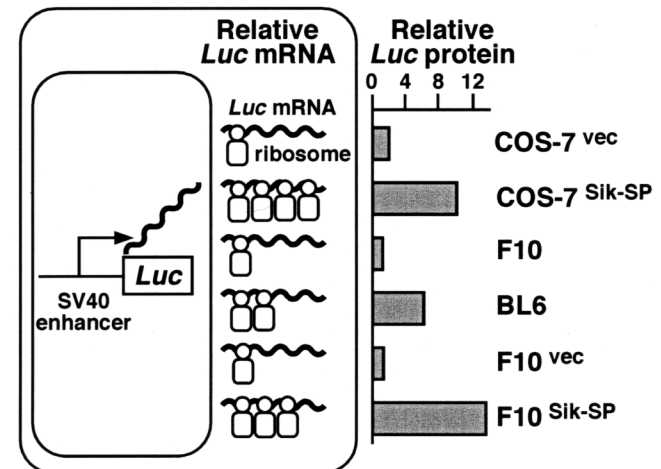 Relative
Luc mRNA
Relative
Luc protein
0 4 8 12
Luc mRNA
ribosome
COS-7 vec
COS-7 Sik-SP
F10
Luc
SV40
enhancer
BL6
F10 vec
F10 Sik-SP